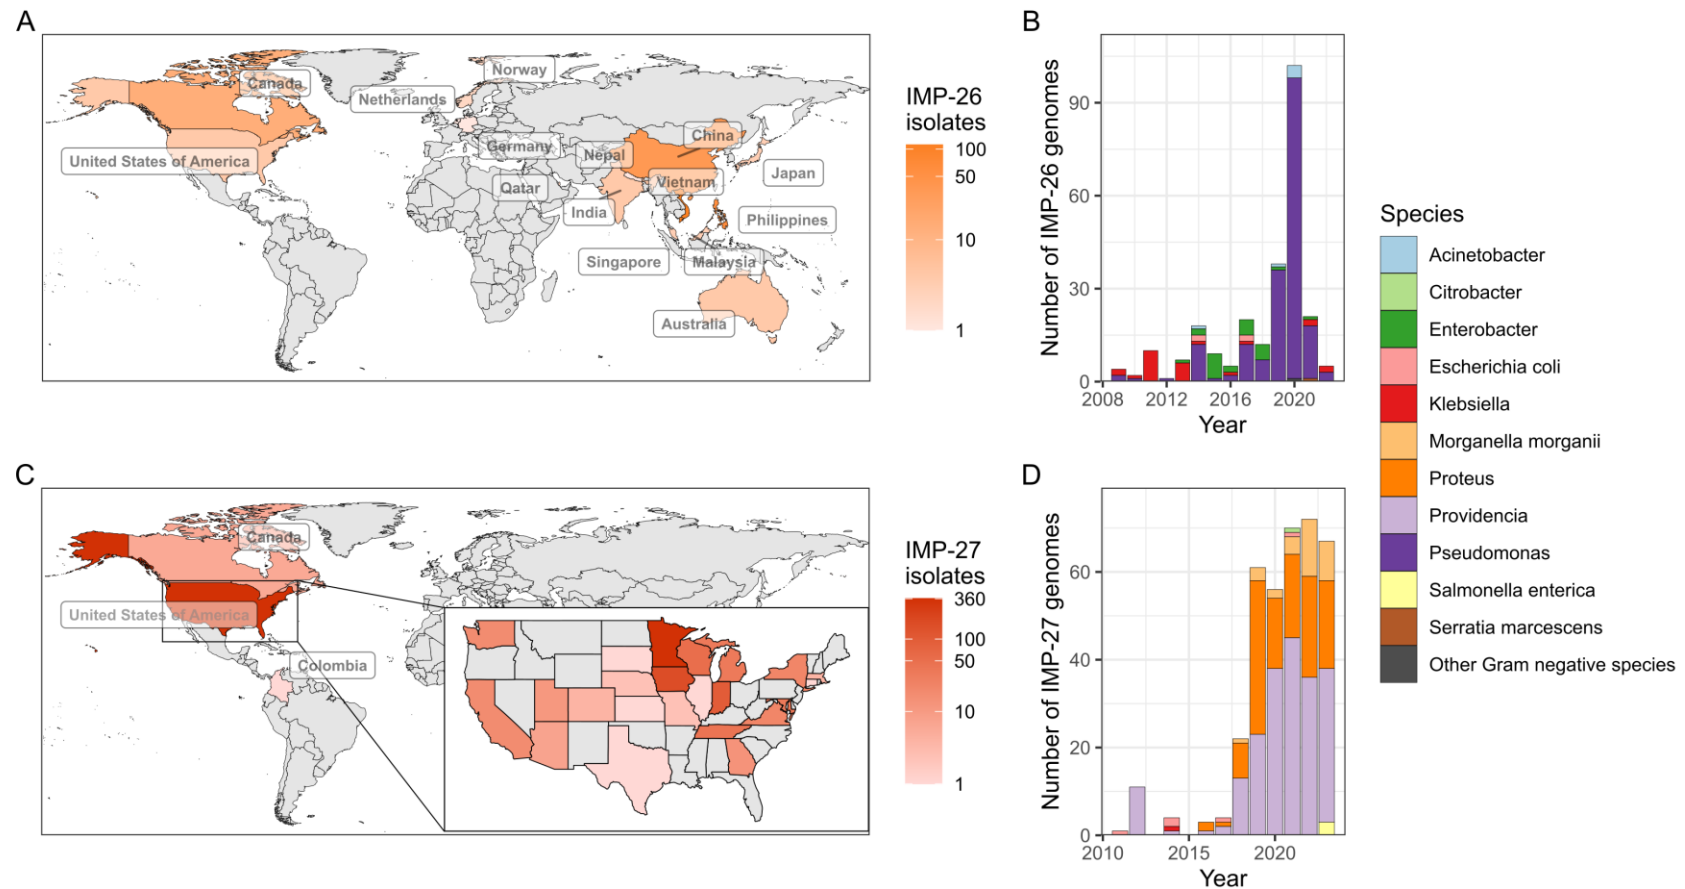 A
Norway
Canada
Netherlands
China
Germany
Nepal
United States of America
Japan
Vietnam
Qatar
India
Philippines
Singapore
Malaysia
Australia
IMP-26
isolates
100
50
10
1
B
Number of IMP-26 genomes
90
60
30
0
2008
2012
2016
2020
Year
Species
Acinetobacter
Citrobacter
Enterobacter
Escherichia coli
Klebsiella
Morganella morganii
Proteus
Providencia
Pseudomonas
Salmonella enterica
Serratia marcescens
Other Gram negative species
C
Canada
United States of America
Colombia
IMP-27
isolates
360
100
50
10
1
D
Number of IMP-27 genomes
60
40
20
0
2010
2015
2020
Year